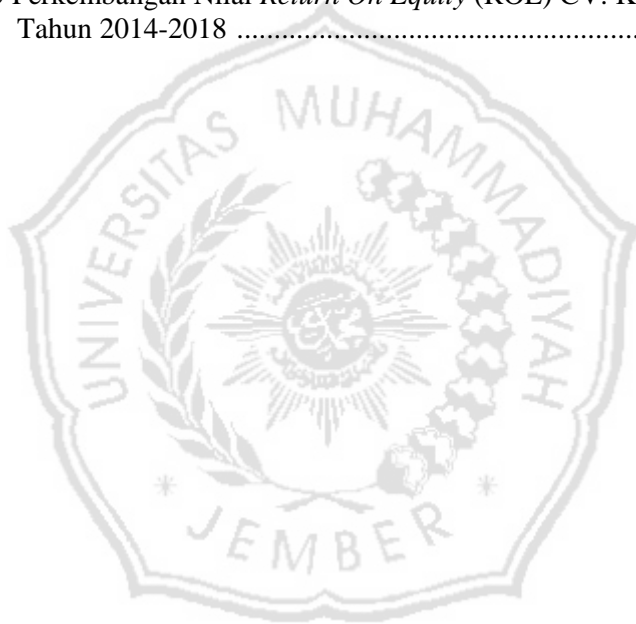 Perkembangan Nilai Return On Equity (ROE) CV. K
Tahun 2014-2018 ......................................................
UNIVERSITAS MUHAMMADIYAH
JEMBER